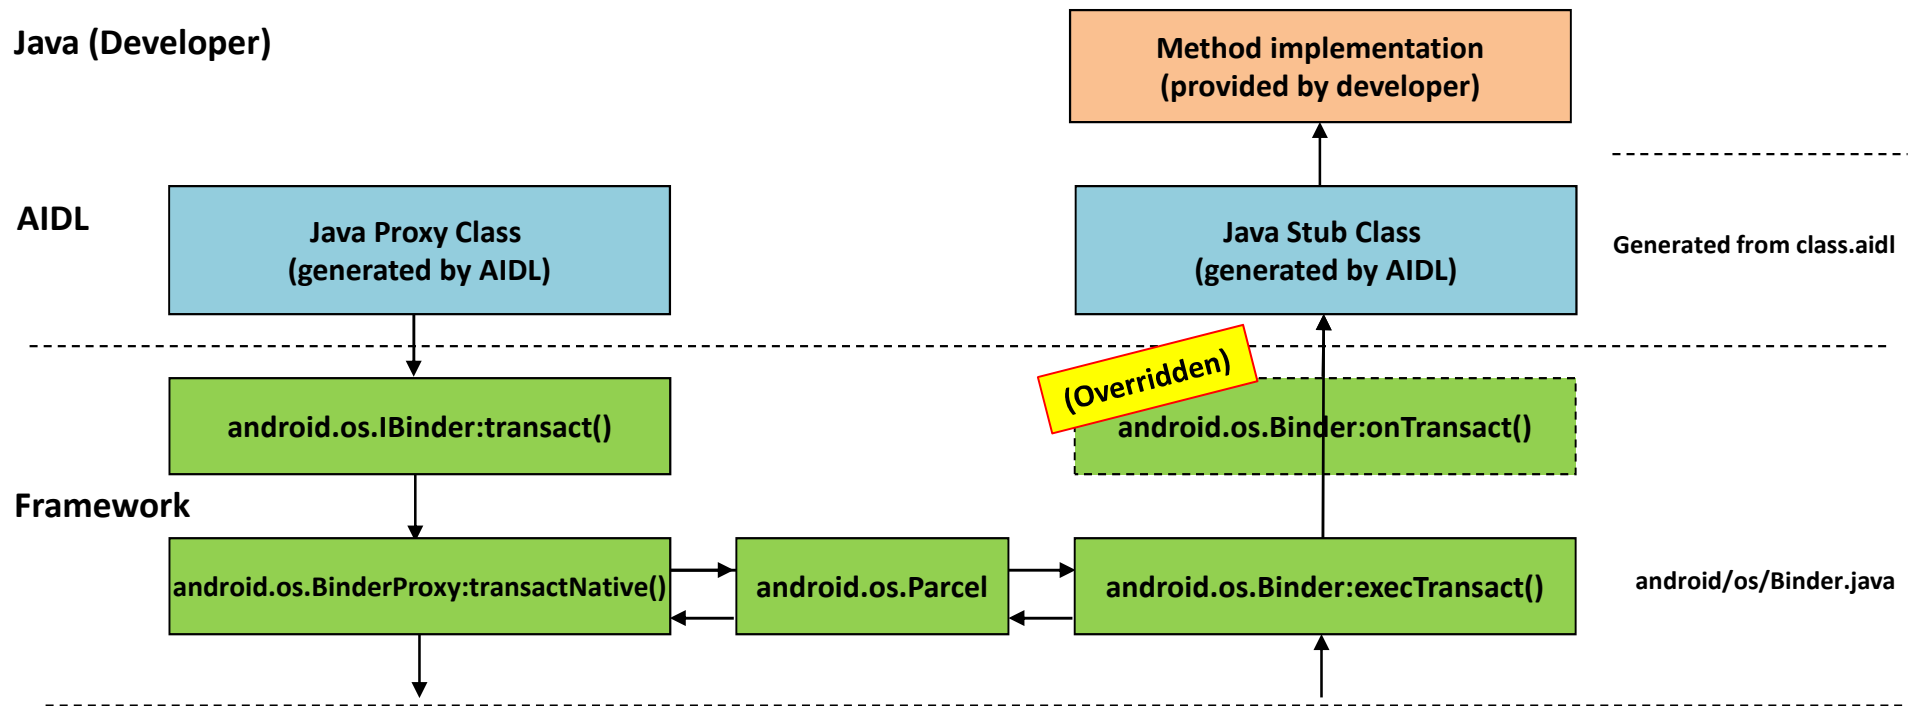 Java (Developer)
Method implementation
(provided by developer)
AIDL
Java Proxy Class
(generated by AIDL)
Java Stub Class
(generated by AIDL)
Generated from class.aidl
(Overridden)
android.os.IBinder:transact()
android.os.Binder:onTransact()
Framework
android.os.BinderProxy:transactNative()
android.os.Parcel
android.os.Binder:execTransact()
android/os/Binder.java